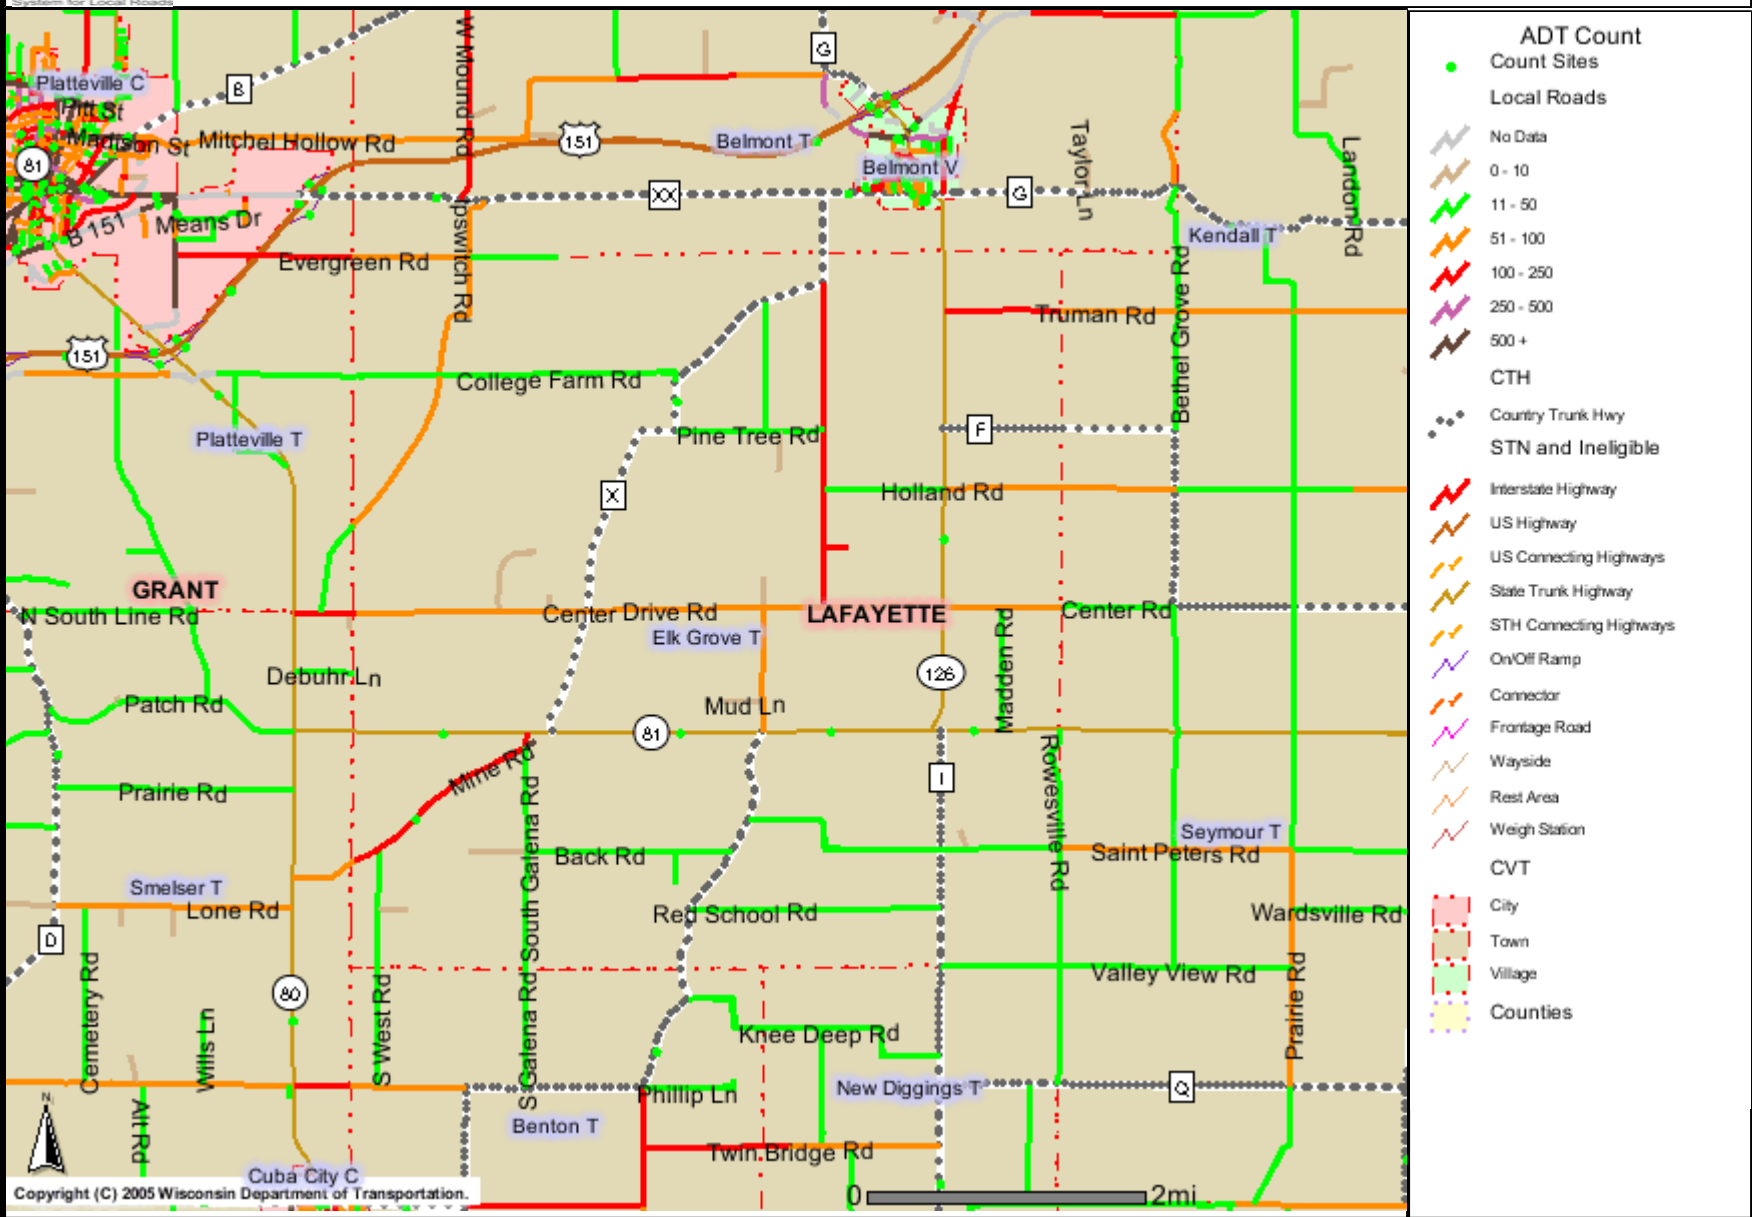 System for Local Roads
G
B
Platteville C
Pitt St
Madison St
Mitchel Hollow Rd
W Mound Rd
151
Belmont T
Belmont V
Taylor Ln
Landon Rd
81
XX
G
B 151
Means Dr
Ipswitch Rd
Kendall T
Evergreen Rd
Bethel Grove Rd
Truman Rd
151
College Farm Rd
Platteville T
Pine Tree Rd
F
X
Holland Rd
GRANT
N South Line Rd
Center Drive Rd
LAFAYETTE
Center Rd
Elk Grove T
Madden Rd
126
Debuhr Ln
Patch Rd
Mud Ln
81
Rowesville Rd
Mine Rd
I
Prairie Rd
South Galena Rd
Seymour T
Back Rd
Saint Peters Rd
Smelser T
Lone Rd
Red School Rd
Wardsville Rd
D
Cemetery Rd
Valley View Rd
Prairie Rd
80
S West Rd
S Galena Rd
Wills Ln
Knee Deep Rd
Phillip Ln
New Diggings T
Q
N
Alt Rd
Benton T
Twin Bridge Rd
Cuba City C
Copyright (C) 2005 Wisconsin Department of Transportation.
0 2mi
ADT Count
Count Sites
Local Roads
No Data
0 - 10
11 - 50
51 - 100
100 - 250
250 - 500
500 +
CTH
Country Trunk Hwy
STN and Ineligible
Interstate Highway
US Highway
US Connecting Highways
State Trunk Highway
STH Connecting Highways
On/Off Ramp
Connector
Frontage Road
Wayside
Rest Area
Weigh Station
CVT
City
Town
Village
Counties